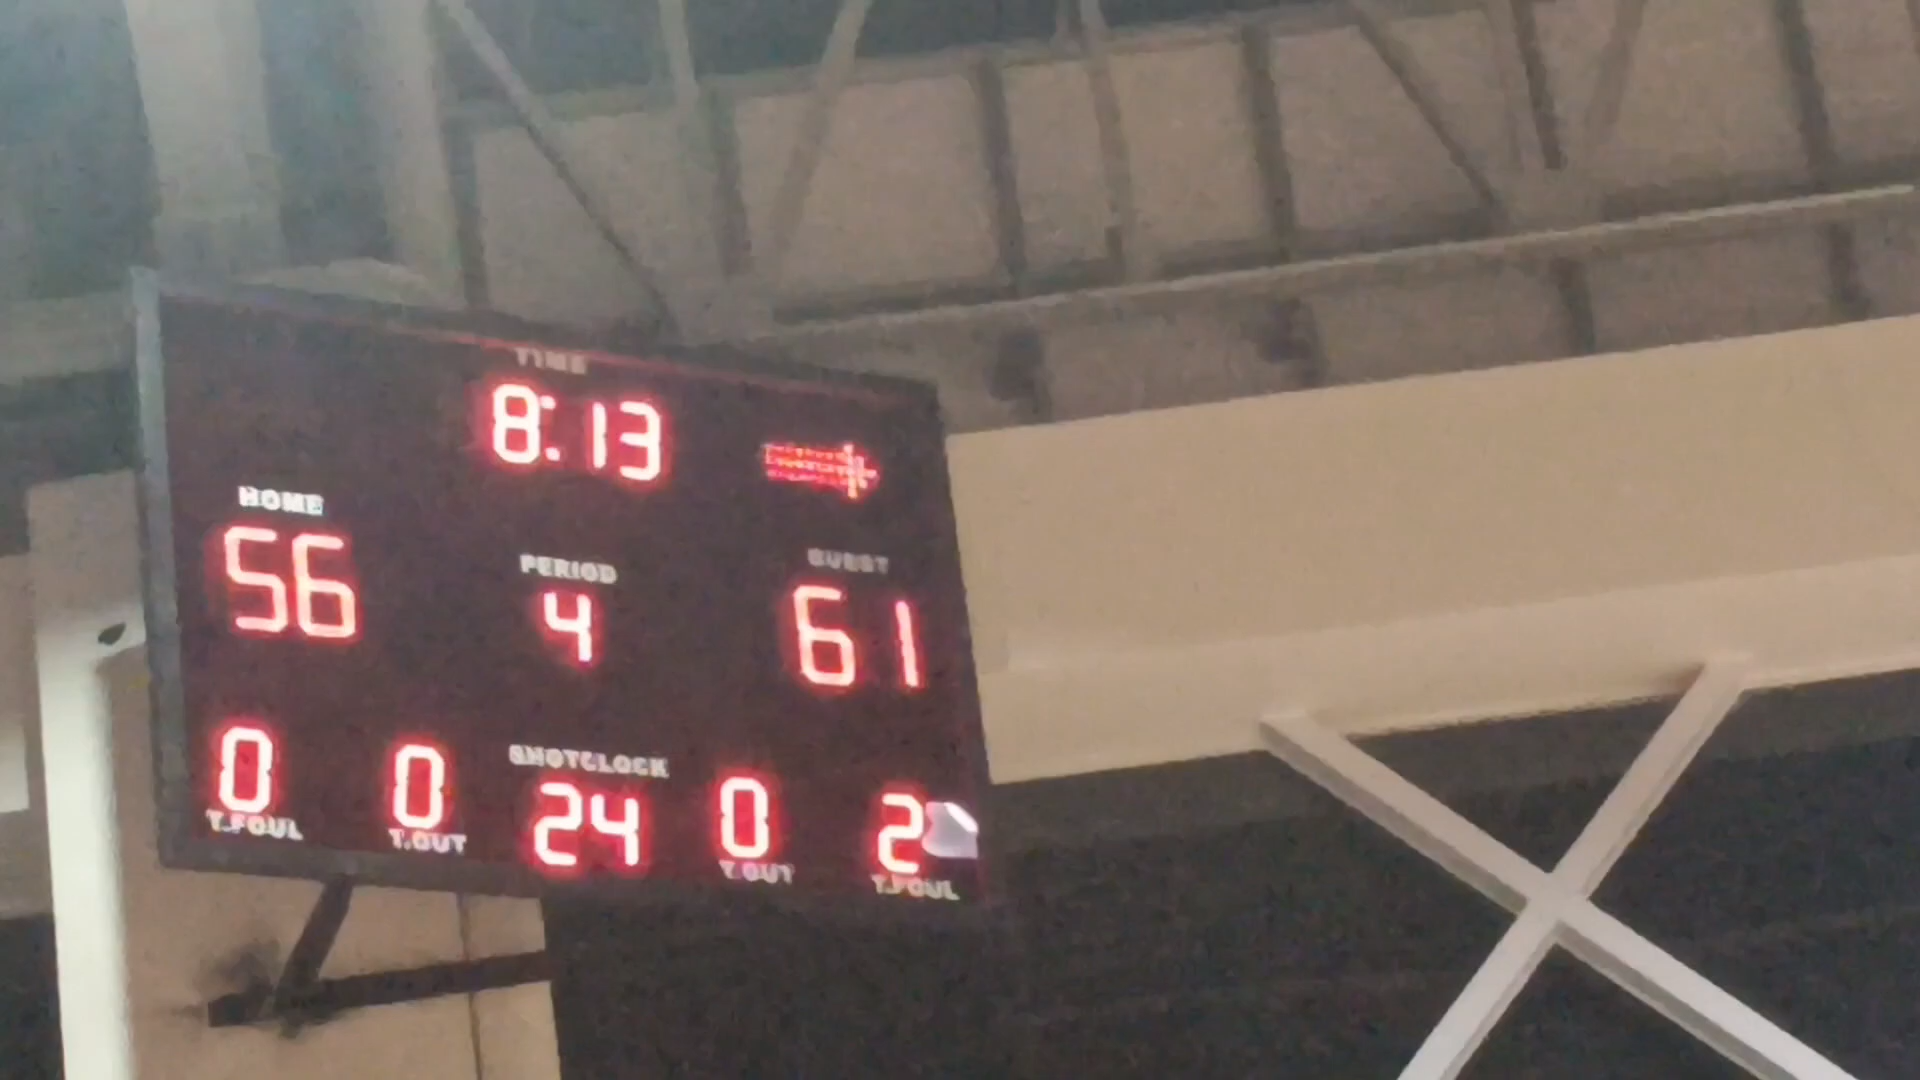 TIME
8:13
HOME
GUEST
56
PERIOD
61
4
0
0
SHOTCLOCK
0
2
T.FOUL
T.OUT
24
T.OUT
T.FOUL